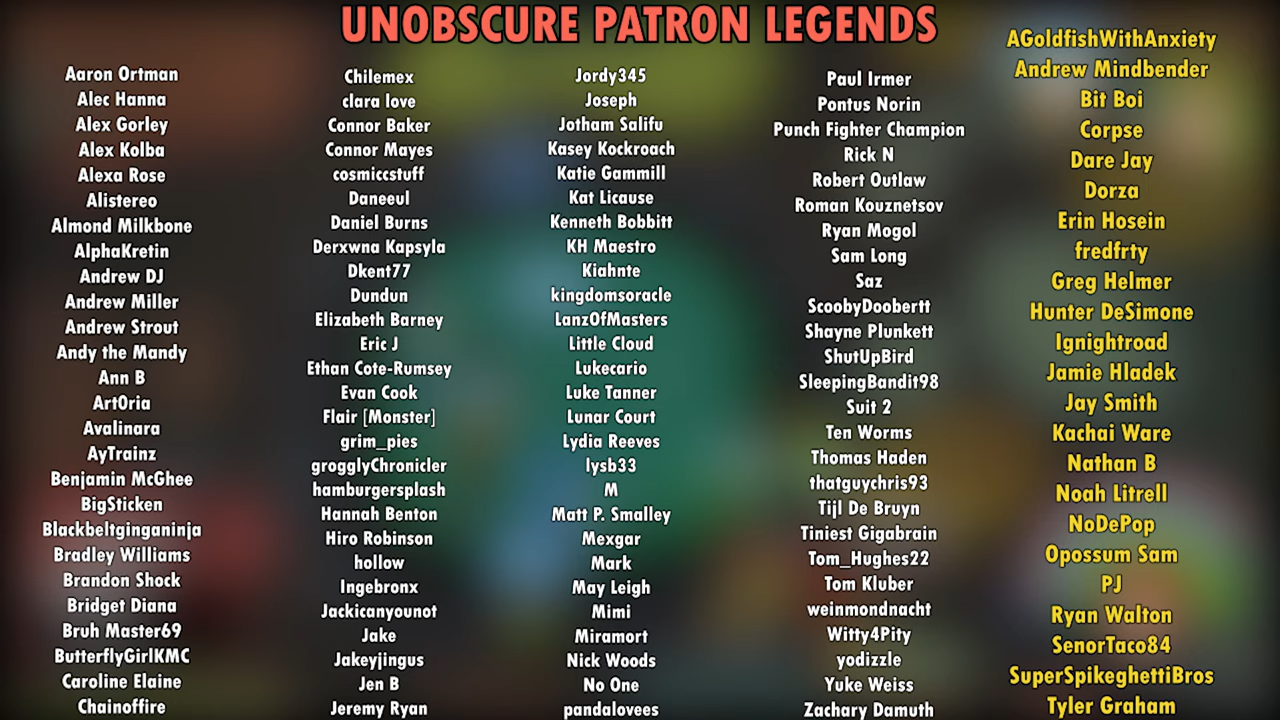 UNOBSCURE PATRON LEGENDS
Aaron Ortman
Alec Hanna
Alex Gorley
Alex Kolba
Alexa Rose
Alistereo
Almond Milkbone
AlphaKretin
Andrew DJ
Andrew Miller
Andrew Strout
Andy the Mandy
Ann B
Art0ria
Avalinara
AyTrainz
Benjamin McGhee
BigSticken
Blackbeltginganinja
Bradley Williams
Brandon Shock
Bridget Diana
Bruh Master69
ButterflyGirlKMC
Caroline Elaine
Chainoffire
Chilemex
clara love
Connor Baker
Connor Mayes
cosmiccstuff
Daneeul
Daniel Burns
Derxwna Kapsyla
Dkent77
Dundun
Elizabeth Barney
Eric J
Ethan Cote-Rumsey
Evan Cook
Flair [Monster]
grim_pies
grogglyChronicler
hamburgersplash
Hannah Benton
Hiro Robinson
hollow
Ingebronx
Jackicanyounot
Jake
Jakeyjingus
Jen B
Jeremy Ryan
Jordy345
Joseph
Jotham Salifu
Kasey Kockroach
Katie Gammill
Kat Licause
Kenneth Bobbitt
KH Maestro
Kiahnte
kingdomsoracle
LanzOfMasters
Little Cloud
Lukecario
Luke Tanner
Lunar Court
Lydia Reeves
lysb33
M
Matt P. Smalley
Mexgar
Mark
May Leigh
Mimi
Miramort
Nick Woods
No One
pandalovees
Paul Irmer
Pontus Norin
Punch Fighter Champion
Rick N
Robert Outlaw
Roman Kouznetsov
Ryan Mogol
Sam Long
Saz
ScoobyDoobertt
Shayne Plunkett
ShutUpBird
SleepingBandit98
Suit 2
Ten Worms
Thomas Haden
thatguychris93
Tijl De Bruyn
Tiniest Gigabrain
Tom_Hughes22
Tom Kluber
weinmondnacht
Witty4Pity
yodizzle
Yuke Weiss
Zachary Damuth
AGoldfishWithAnxiety
Andrew Mindbender
Bit Boi
Corpse
Dare Jay
Dorza
Erin Hosein
fredfrty
Greg Helmer
Hunter DeSimone
Ignightroad
Jamie Hladek
Jay Smith
Kachai Ware
Nathan B
Noah Litrell
NoDePop
Opossum Sam
PJ
Ryan Walton
SenorTaco84
SuperSpikeghettiBros
Tyler Graham